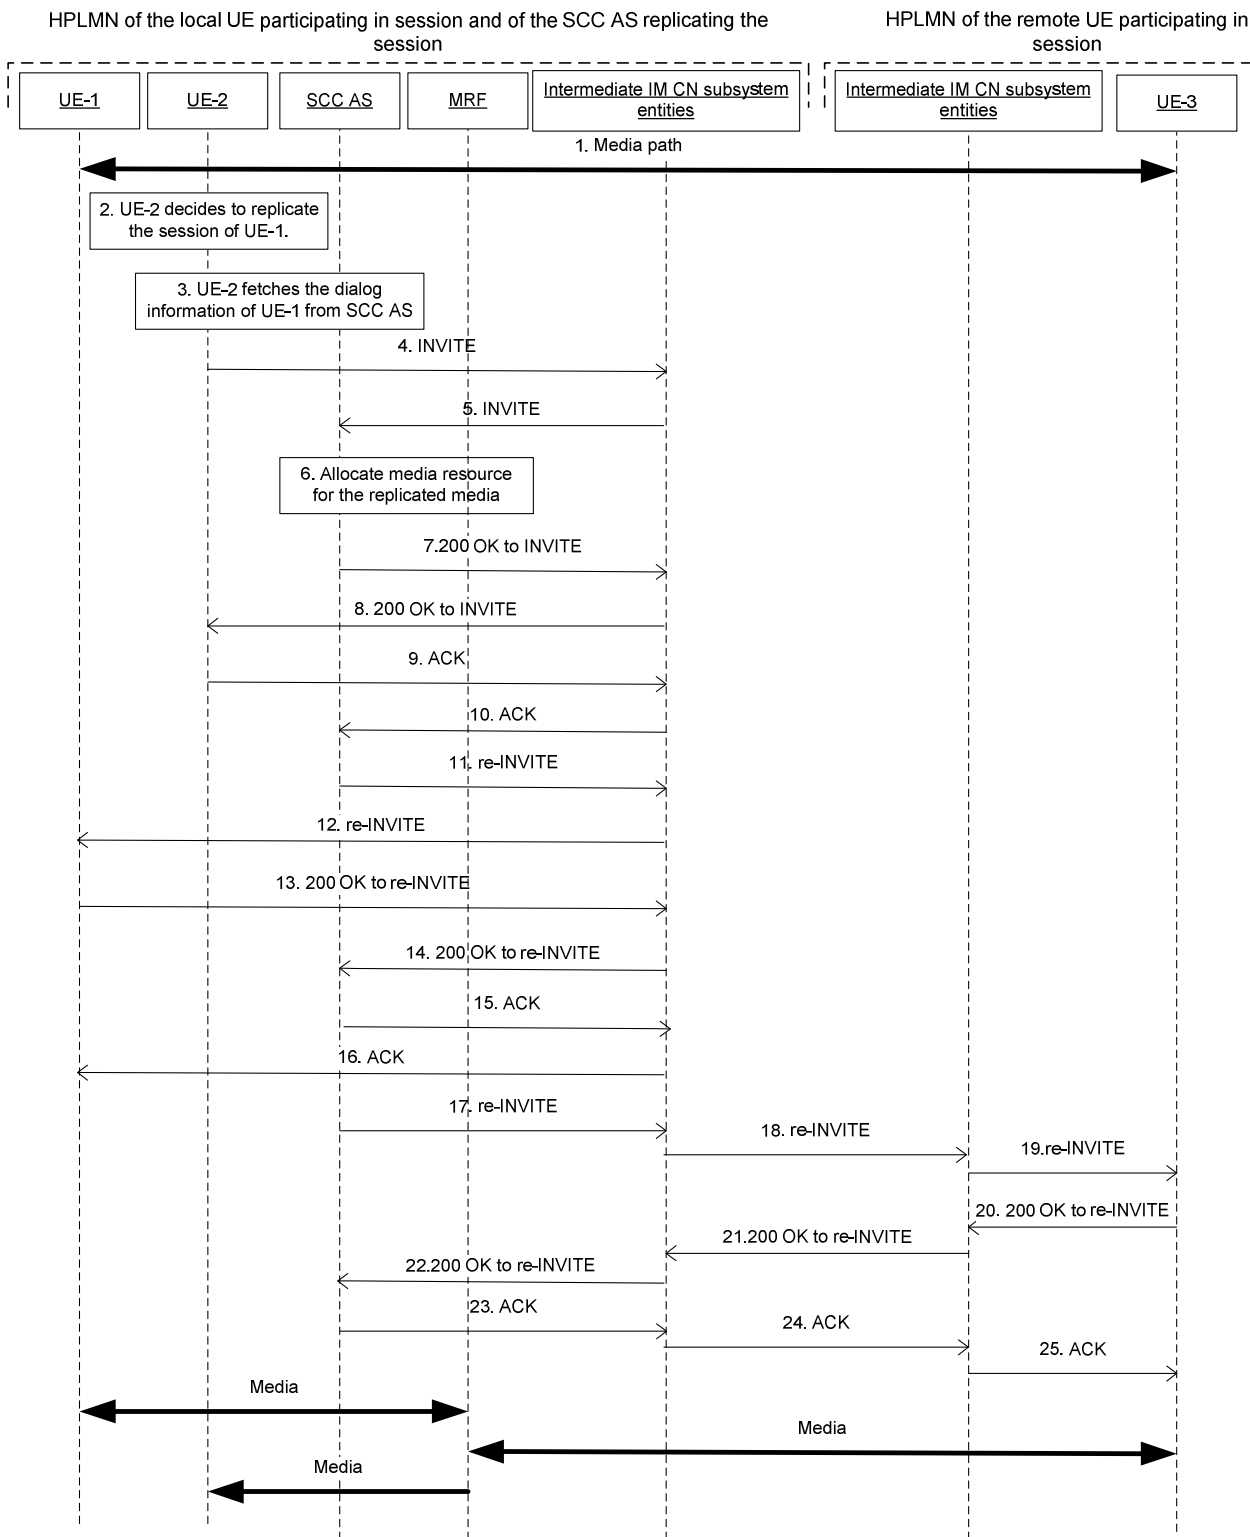 HPLMN of the local UE participating in session and of the SCC AS replicating the
session
HPLMN of the remote UE participating in
session
UE-1
UE-2
SCC AS
MRF
Intermediate IM CN subsystem
entities
Intermediate IM CN subsystem
entities
UE-3
1. Media path
2. UE-2 decides to replicate
the session of UE-1.
3. UE-2 fetches the dialog
information of UE-1 from SCC AS
4. INVITE
5. INVITE
6. Allocate media resource
for the replicated media
7.200 OK to INVITE
8. 200 OK to INVITE
9. ACK
10. ACK
11. re-INVITE
12. re-INVITE
13. 200 OK to re-INVITE
14. 200 OK to re-INVITE
15. ACK
16. ACK
17. re-INVITE
18. re-INVITE
19.re-INVITE
20. 200 OK to re-INVITE
21.200 OK to re-INVITE
22.200 OK to re-INVITE
23. ACK
24. ACK
25. ACK
Media
Media
Media